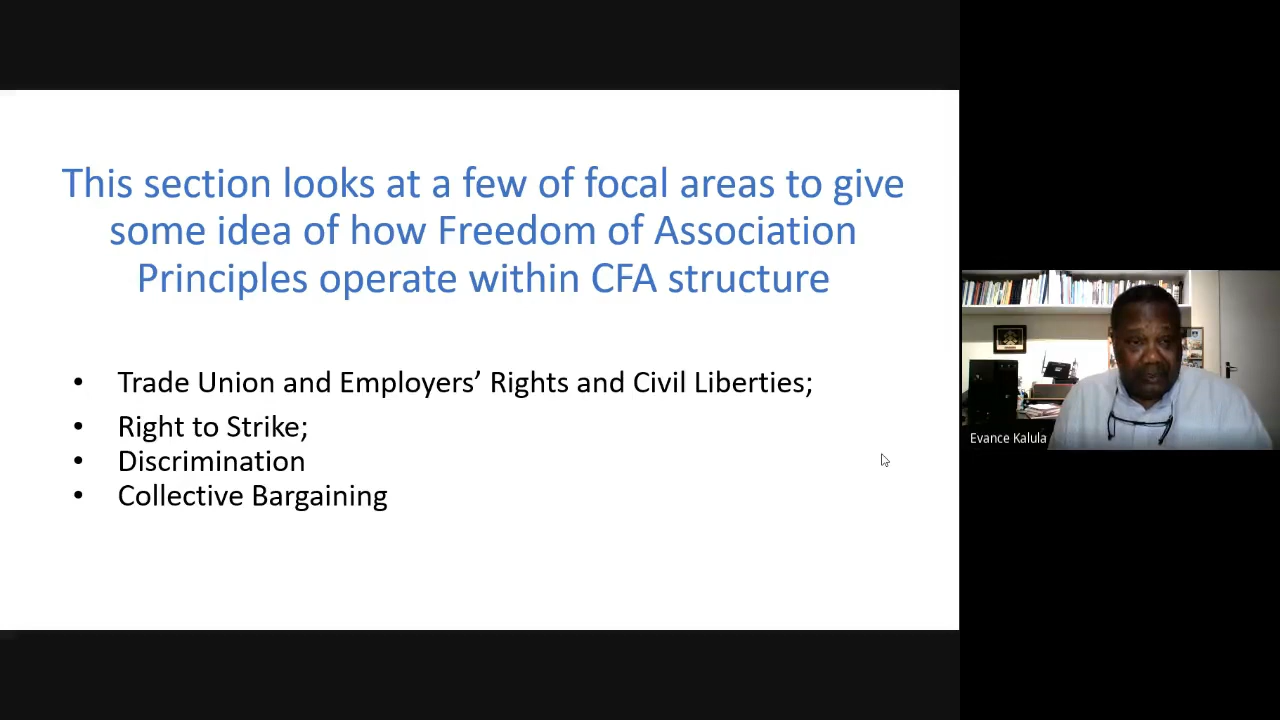 This section looks at a few of focal areas to give
some idea of how Freedom of Association
Principles operate within CFA structure
• Trade Union and Employers’ Rights and Civil Liberties;
• Right to Strike;
• Discrimination
• Collective Bargaining
Evance Kalula